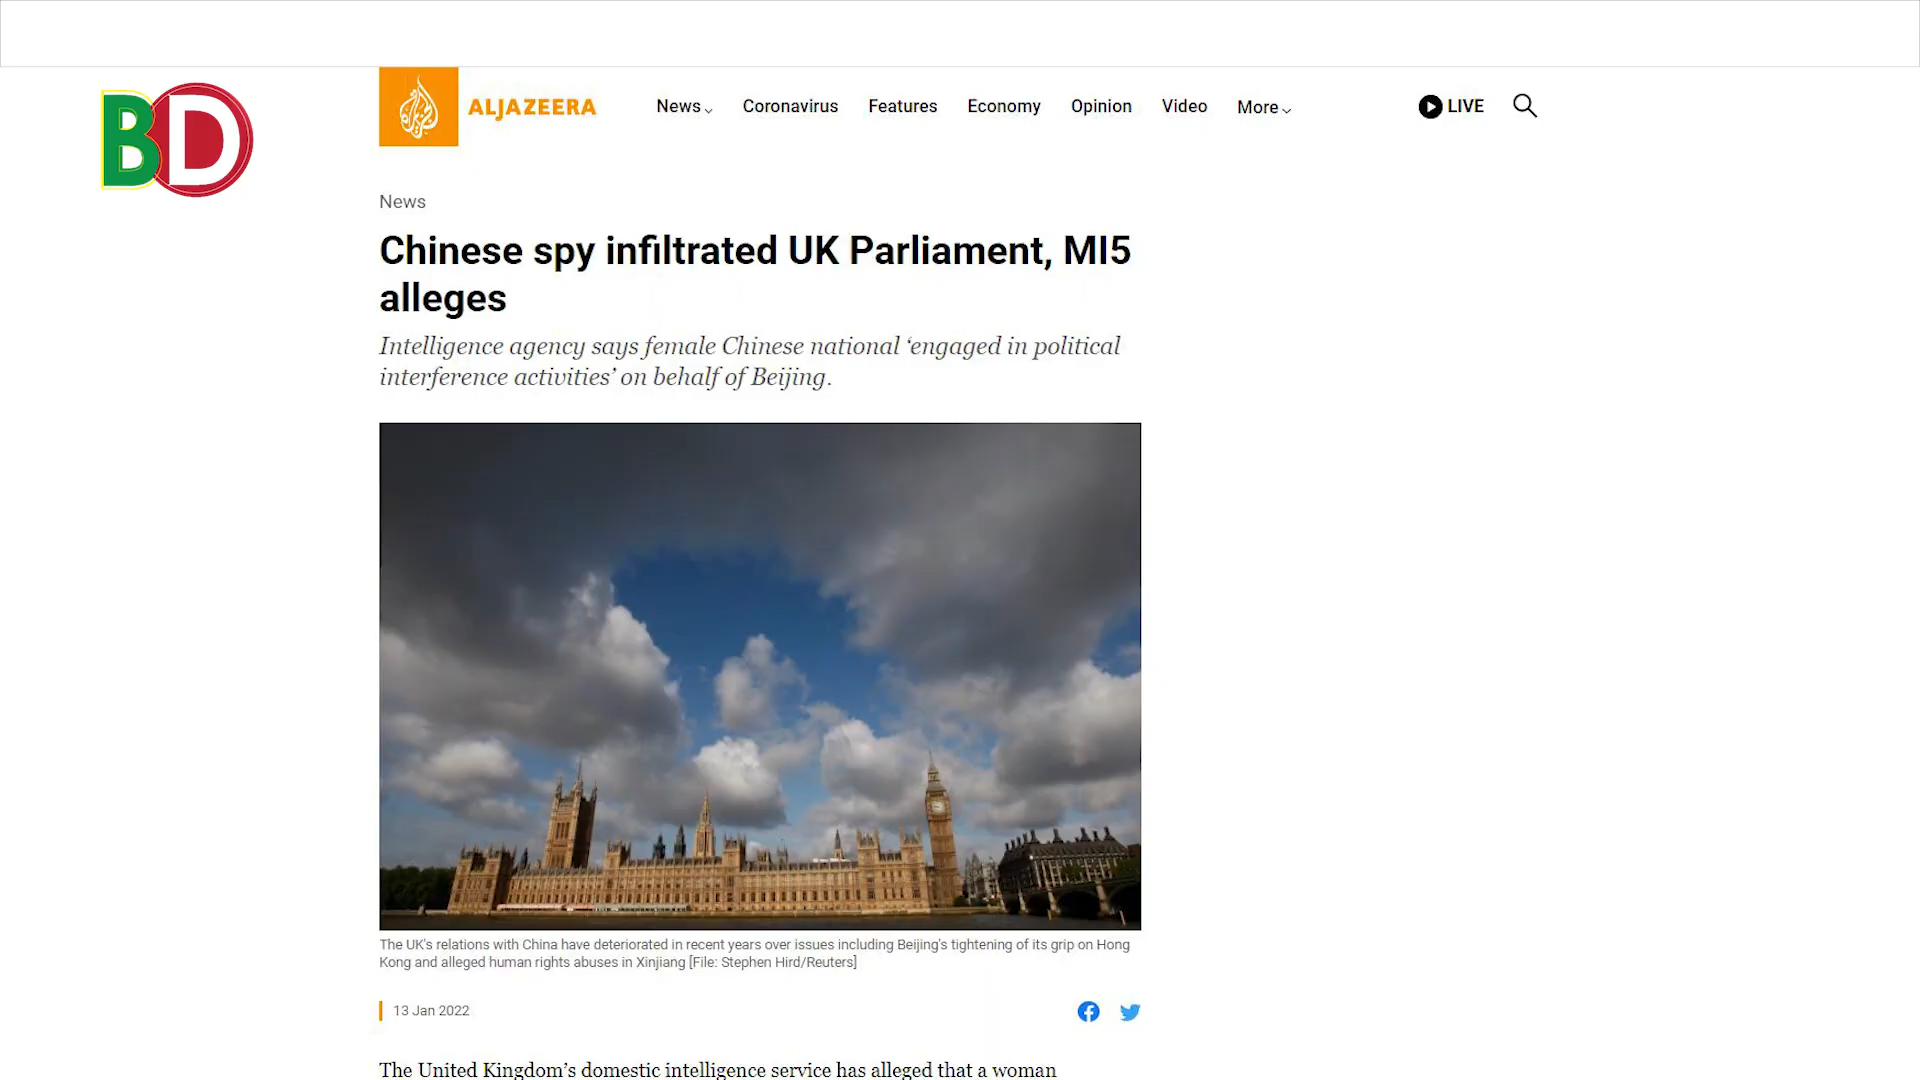 BD
ALJAZEERA
News Coronavirus Features Economy Opinion Video More LIVE
News
Chinese spy infiltrated UK Parliament, MI5
alleges
Intelligence agency says female Chinese national ‘engaged in political
interference activities’ on behalf of Beijing.
The UK's relations with China have deteriorated in recent years over issues including Beijing's tightening of its grip on Hong
Kong and alleged human rights abuses in Xinjiang [File: Stephen Hird/Reuters]
13 Jan 2022
The United Kingdom’s domestic intelligence service has alleged that a woman